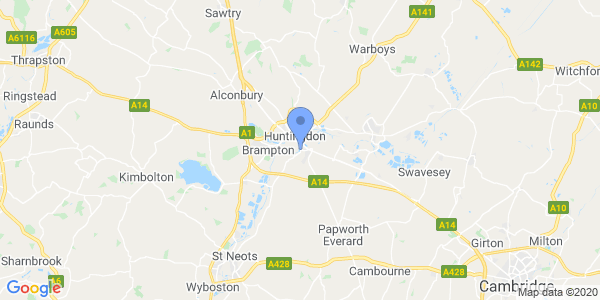 Sawtry
A141
A6116
A605
Warboys
Thrapston
A142
Witchford
Alconbury
Ringstead
A14
A10
Raunds
A1
Huntingdon
Brampton
Kimbolton
Swavesey
A14
A10
Papworth
Everard
A14
Girton
Milton
Sharnbrook
St Neots
A428
Cambourne
A428
A6
Wyboston
Cambridge
Google
Map data ©2020